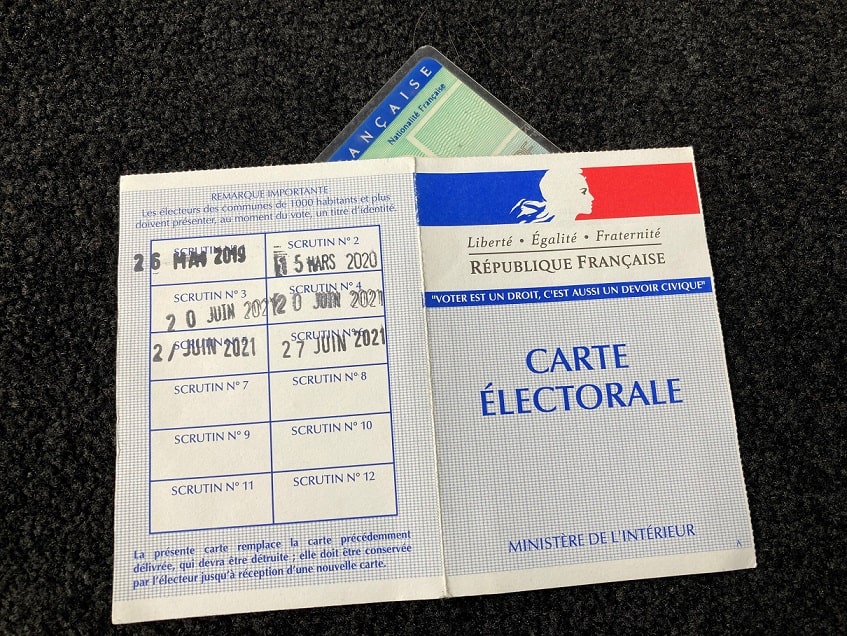 ANÇAISE
Nationalité Française
REMARQUE IMPORTANTE
Les électeurs des communes de 1000 habitants et plus
doivent présenter, au moment du vote, un titre d'identité.
SCRUTIN N° 2
26 MAI 2019
15 MARS 2020
SCRUTIN N° 3
SCRUTIN N° 4
20 JUIN 2021
20 JUIN 2021
SCRUTIN N° 6
27 JUIN 2021
27 JUIN 2021
SCRUTIN N° 7
SCRUTIN N° 8
SCRUTIN N° 9
SCRUTIN N° 10
SCRUTIN N° 11
SCRUTIN N° 12
La présente carte remplace la carte précédemment
délivrée, qui devra être détruite ; elle doit être conservée
par l'électeur jusqu'à réception d'une nouvelle carte.
Liberté • Égalité • Fraternité
RÉPUBLIQUE FRANÇAISE
"VOTER EST UN DROIT, C'EST AUSSI UN DEVOIR CIVIQUE"
CARTE
ÉLECTORALE
MINISTÈRE DE L'INTÉRIEUR